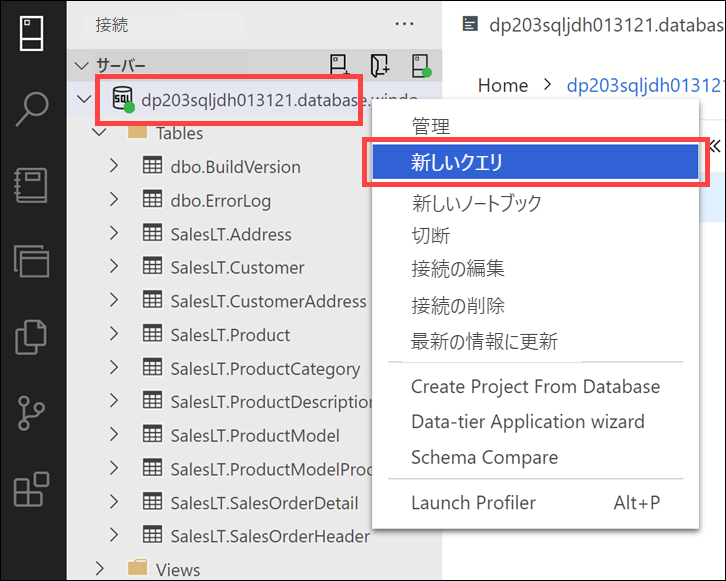 接続
dp203sqljdh013121.databas
サーバー
Home > dp203sqljdh01312
dp203sqljdh013121.database.windo
Tables
dbo.BuildVersion
dbo.ErrorLog
SalesLT.Address
SalesLT.Customer
SalesLT.CustomerAddress
SalesLT.Product
SalesLT.ProductCategory
SalesLT.ProductDescription
SalesLT.ProductModel
SalesLT.ProductModelProd
SalesLT.SalesOrderDetail
SalesLT.SalesOrderHeader
Views
管理
新しいクエリ
新しいノートブック
切断
接続の編集
接続の削除
最新の情報に更新
Create Project From Database
Data-tier Application wizard
Schema Compare
Launch Profiler Alt+P